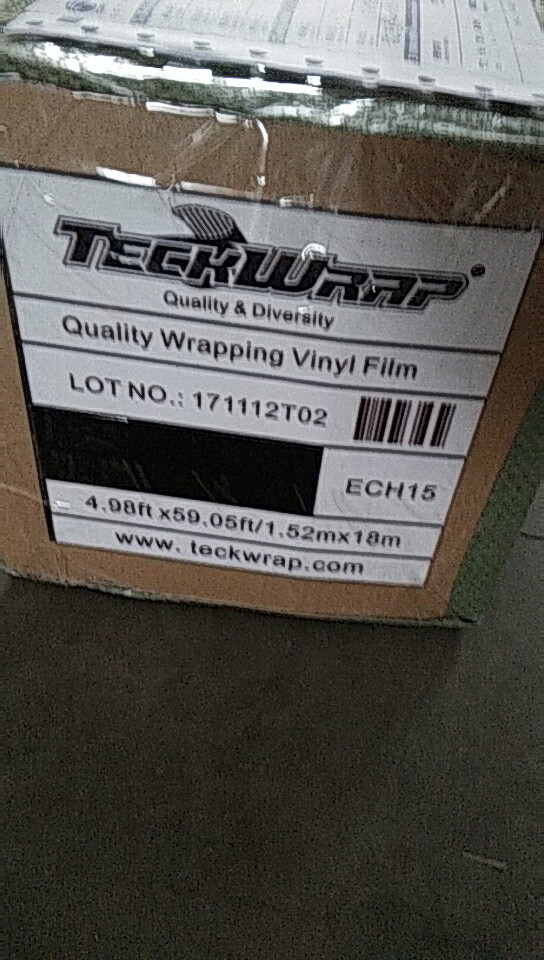 TECKWRAP®
Quality & Diversity
Quality Wrapping Vinyl Film
LOT NO.: 171112T02
ECH15
4.98ft x59.05ft/1.52mx18m
www. teckwrap.com